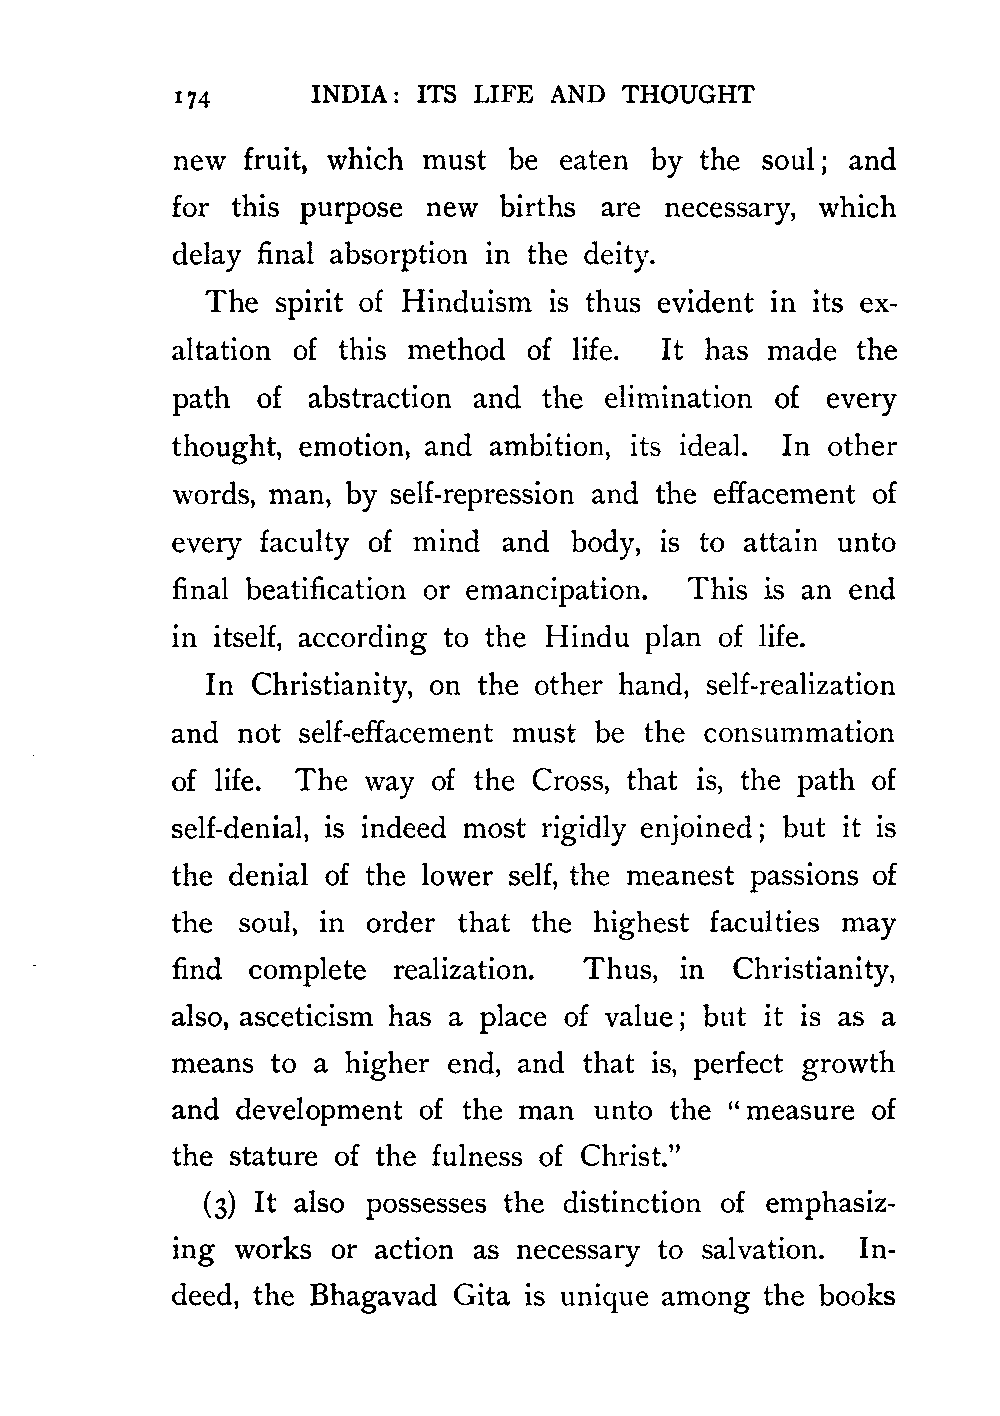 174 INDIA: ITS LIFE AND THOUGHT
new fruit, which must be eaten by the soul; and
for this purpose new births are necessary, which
delay final absorption in the deity.
The spirit of Hinduism is thus evident in its ex-
altation of this method of life. It has made the
path of abstraction and the elimination of every
thought, emotion, and ambition, its ideal. In other
words, man, by self-repression and the effacement of
every faculty of mind and body, is to attain unto
final beatification or emancipation. This is an end
in itself, according to the Hindu plan of life.
In Christianity, on the other hand, self-realization
and not self-effacement must be the consummation
of life. The way of the Cross, that is, the path of
self-denial, is indeed most rigidly enjoined; but it is
the denial of the lower self, the meanest passions of
the soul, in order that the highest faculties may
find complete realization. Thus, in Christianity,
also, asceticism has a place of value; but it is as a
means to a higher end, and that is, perfect growth
and development of the man unto the "measure of
the stature of the fulness of Christ."
(3) It also possesses the distinction of emphasiz-
ing works or action as necessary to salvation. In-
deed, the Bhagavad Gita is unique among the books